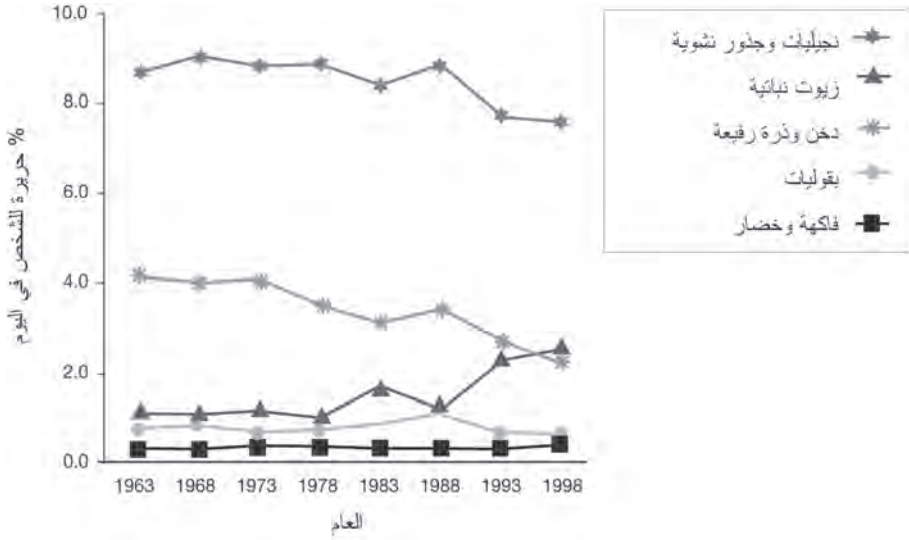 10.0
8.0
6.0
4.0
2.0
0.0
% حريرة للشخص في اليوم
1963 1968 1973 1978 1983 1988 1993 1998
العام
نجيليات وجذور نشوية
زيوت نباتية
دخن وذرة رفيعة
بقوليات
فاكهة وخضار